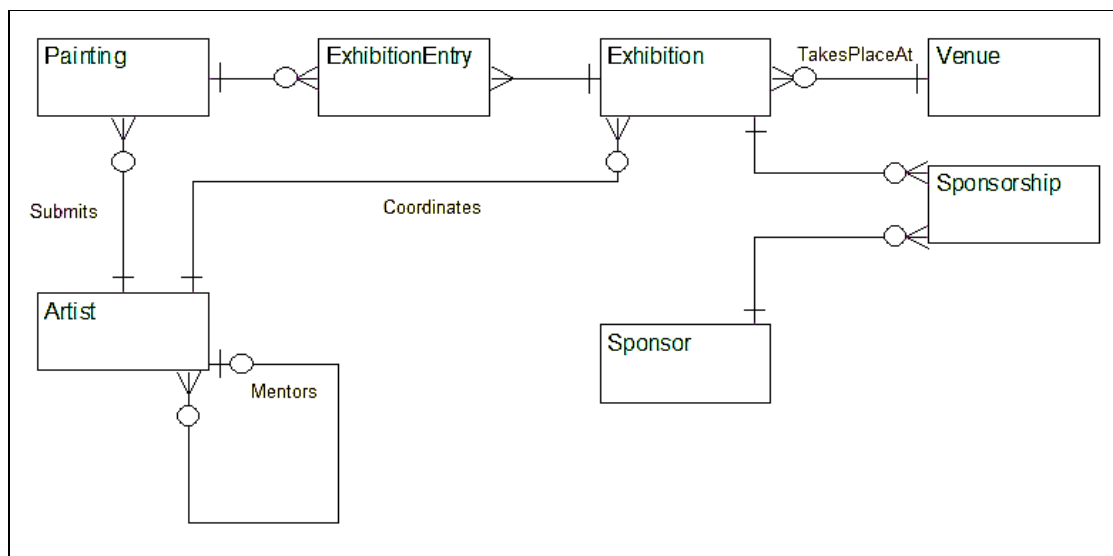 Painting
ExhibitionEntry
Exhibition
TakesPlaceAt
Venue
Sponsorship
Submits
Coordinates
Artist
Sponsor
Mentors